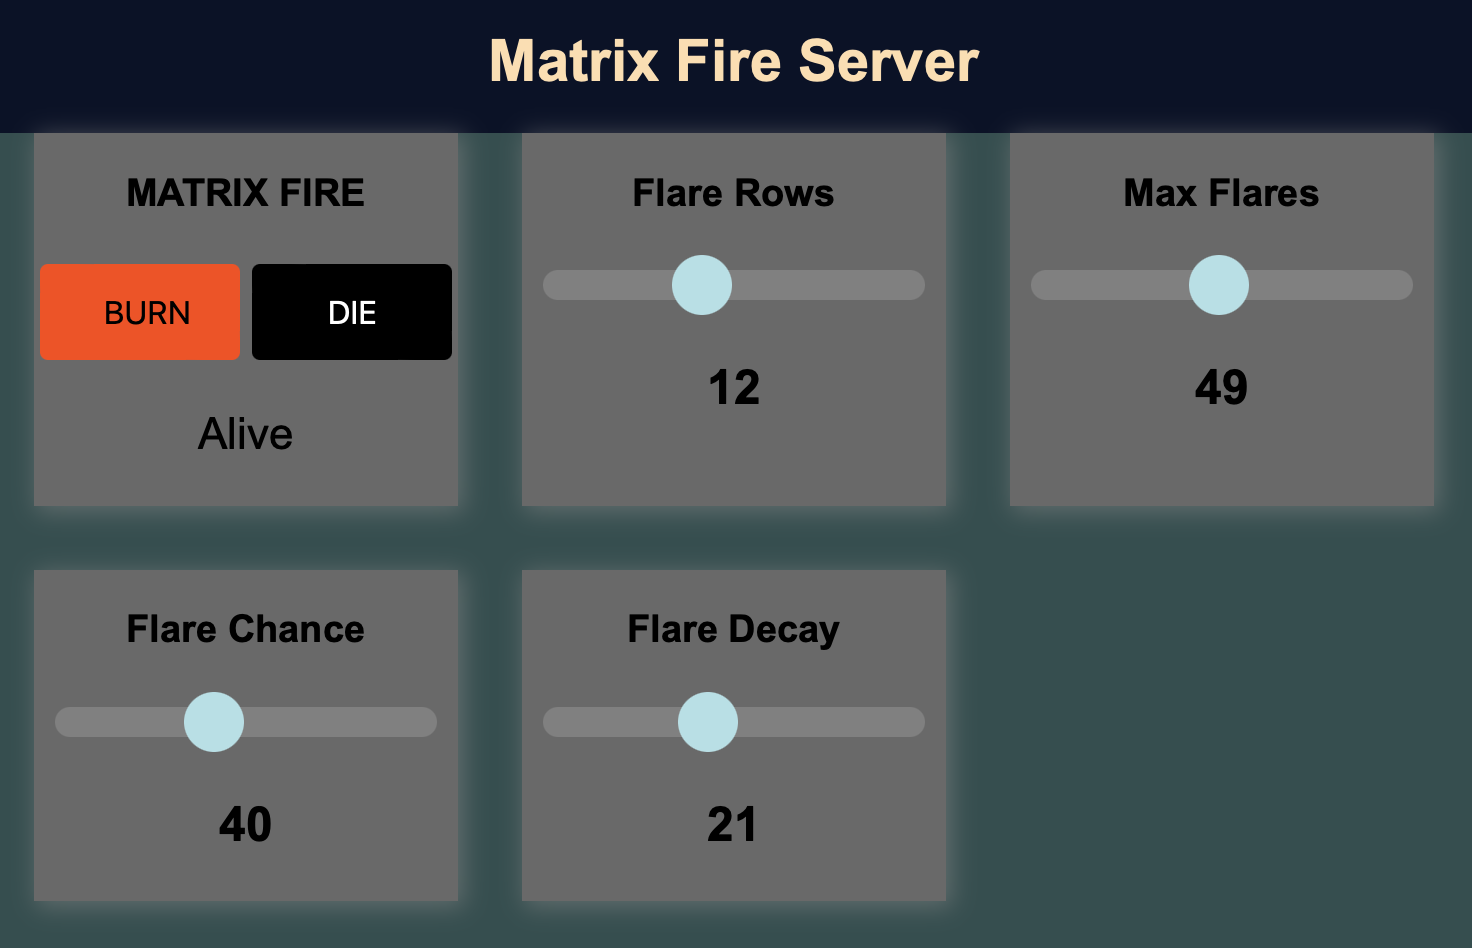 Matrix Fire Server
MATRIX FIRE
BURN DIE
Alive
Flare Rows
12
Max Flares
49
Flare Chance
40
Flare Decay
21